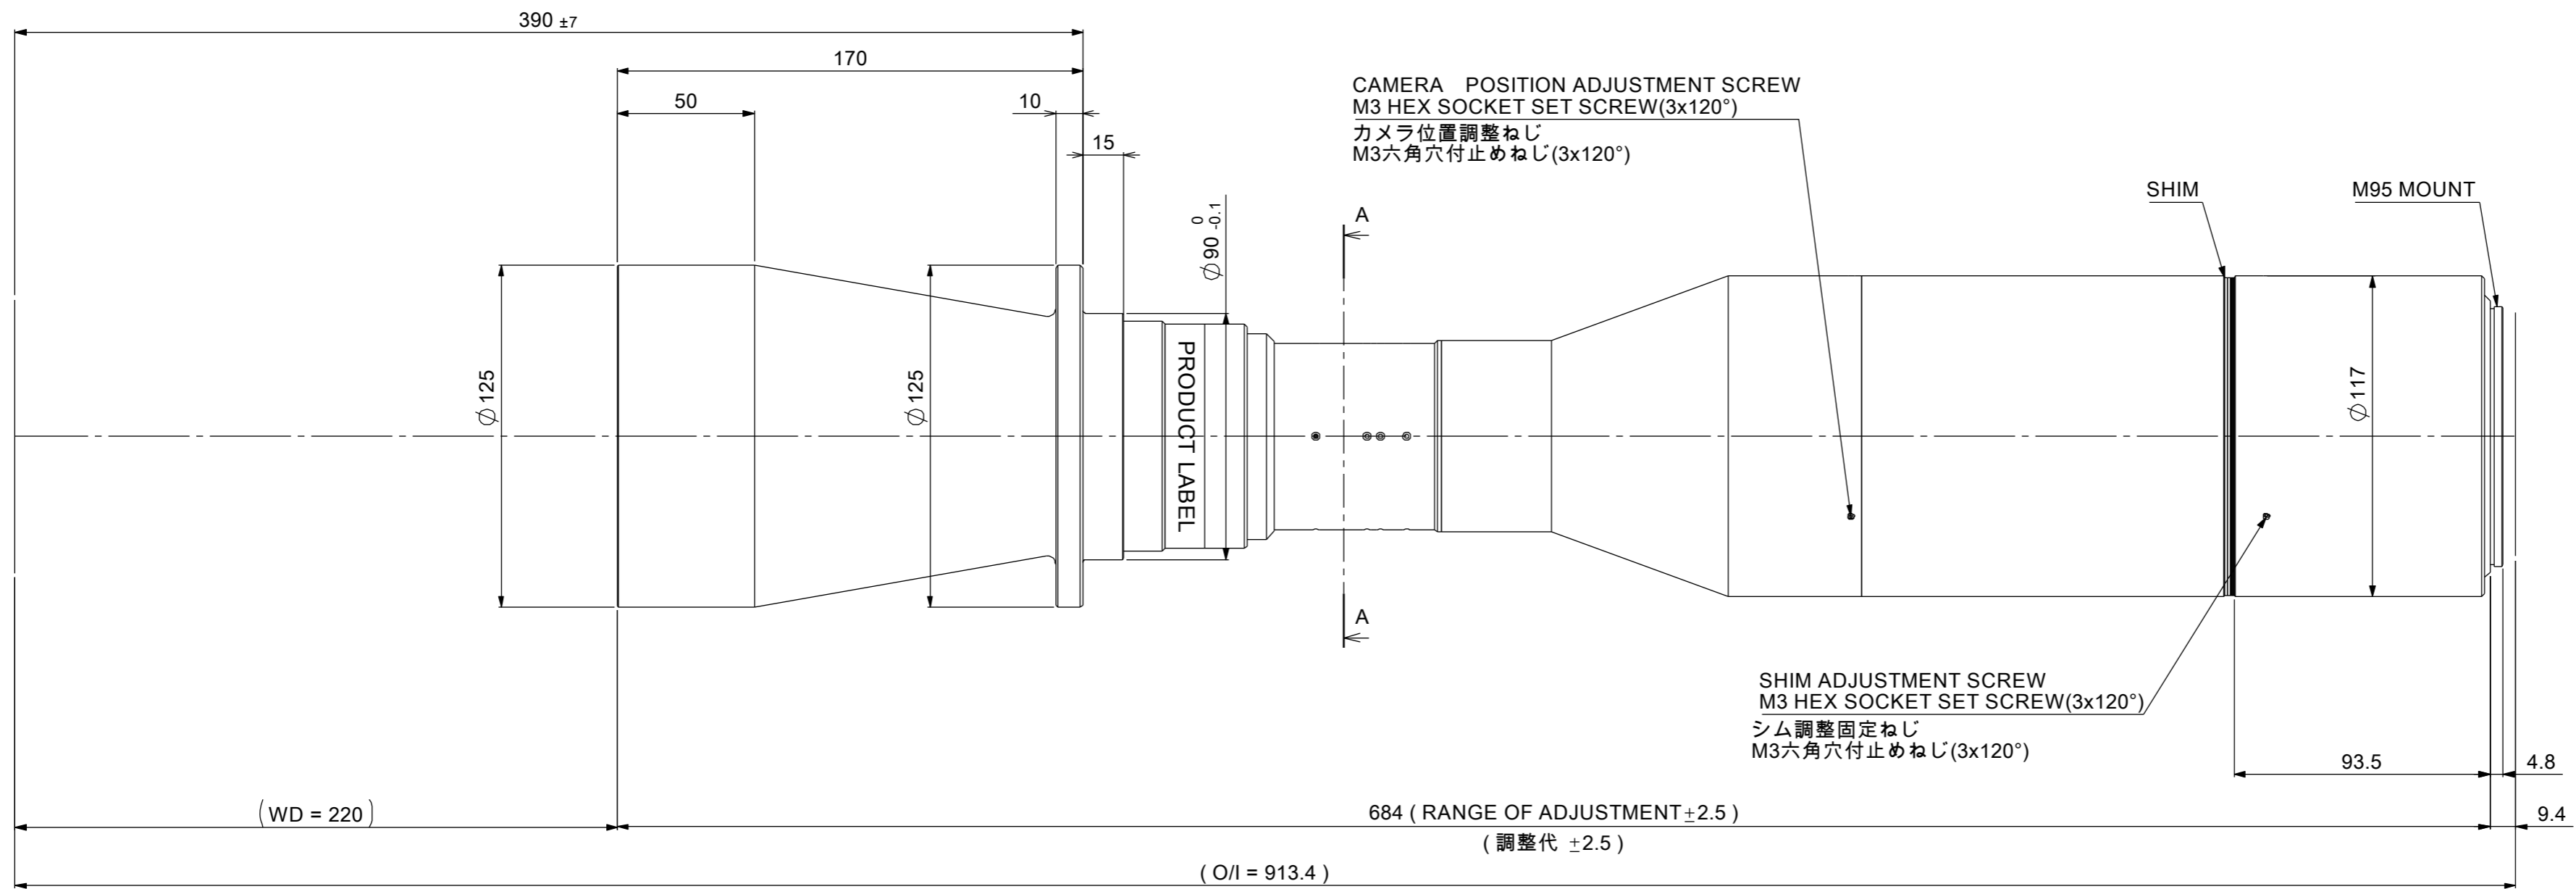 390 ±7
170
50
10
15
CAMERA POSITION ADJUSTMENT SCREW
M3 HEX SOCKET SET SCREW(3x120°)
カメラ位置調整ねじ
M3六角穴付止めねじ(3x120°)
SHIM
M95 MOUNT
⌀90 0 -0.1
A
⌀125
⌀125
PRODUCT LABEL
⌀117
A
SHIM ADJUSTMENT SCREW
M3 HEX SOCKET SET SCREW(3x120°)
シム調整固定ねじ
M3六角穴付止めねじ(3x120°)
93.5
4.8
(WD = 220)
684 ( RANGE OF ADJUSTMENT±2.5 )
9.4
( 調整代 ±2.5 )
( O/I = 913.4 )